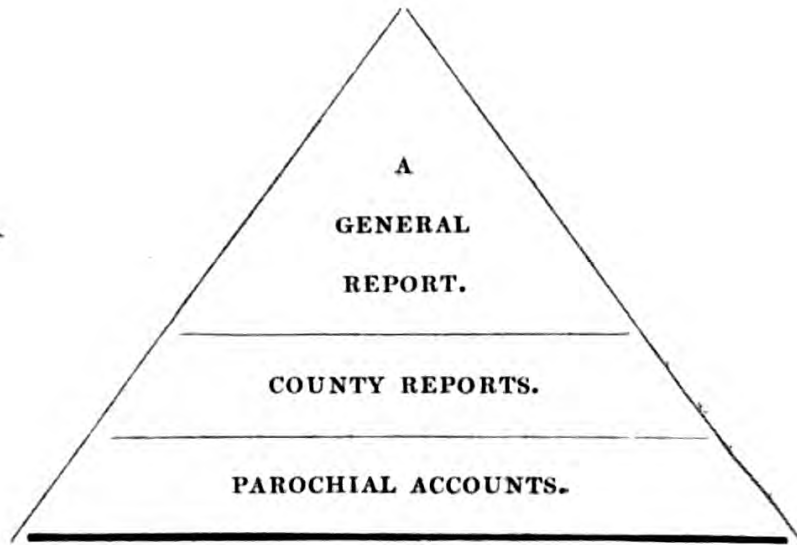 A
GENERAL
REPORT.
COUNTY REPORTS.
PAROCHIAL ACCOUNTS.